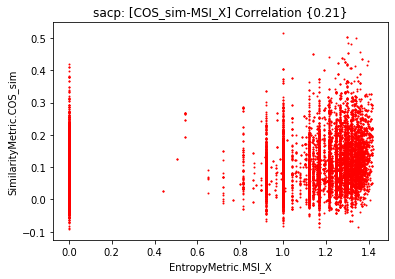 sacp: [COS_sim-MSI_X] Correlation {0.21}
SimilarityMetric.COS_sim
0.5
0.4
0.3
0.2
0.1
0.0
−0.1
0.0 0.2 0.4 0.6 0.8 1.0 1.2 1.4
EntropyMetric.MSI_X